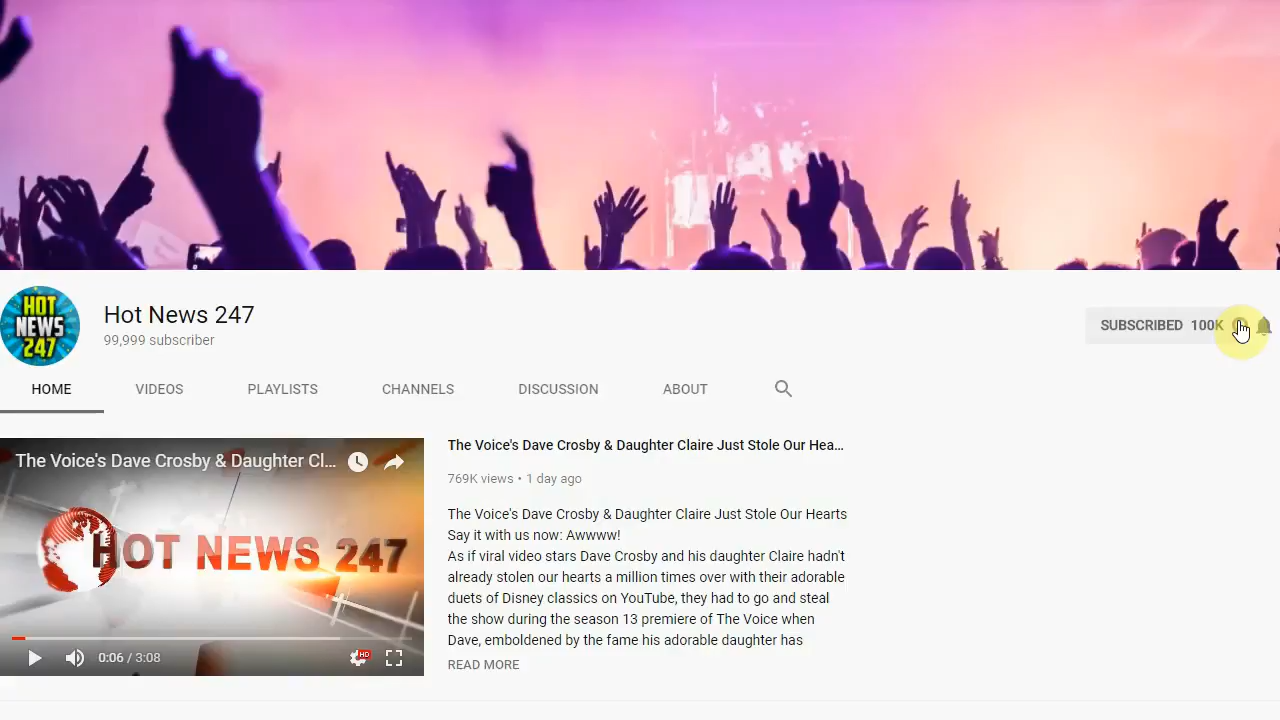 HOT
NEWS
247
Hot News 247
99,999 subscriber
SUBSCRIBED 100K
HOME VIDEOS PLAYLISTS CHANNELS DISCUSSION ABOUT
The Voice's Dave Crosby & Daughter Cl...
HOT NEWS 247
HD
0:06 / 3:08
The Voice's Dave Crosby & Daughter Claire Just Stole Our Hea...
769K views • 1 day ago
The Voice's Dave Crosby & Daughter Claire Just Stole Our Hearts
Say it with us now: Awwww!
As if viral video stars Dave Crosby and his daughter Claire hadn't
already stolen our hearts a million times over with their adorable
duets of Disney classics on YouTube, they had to go and steal
the show during the season 13 premiere of The Voice when
Dave, emboldened by the fame his adorable daughter has
READ MORE